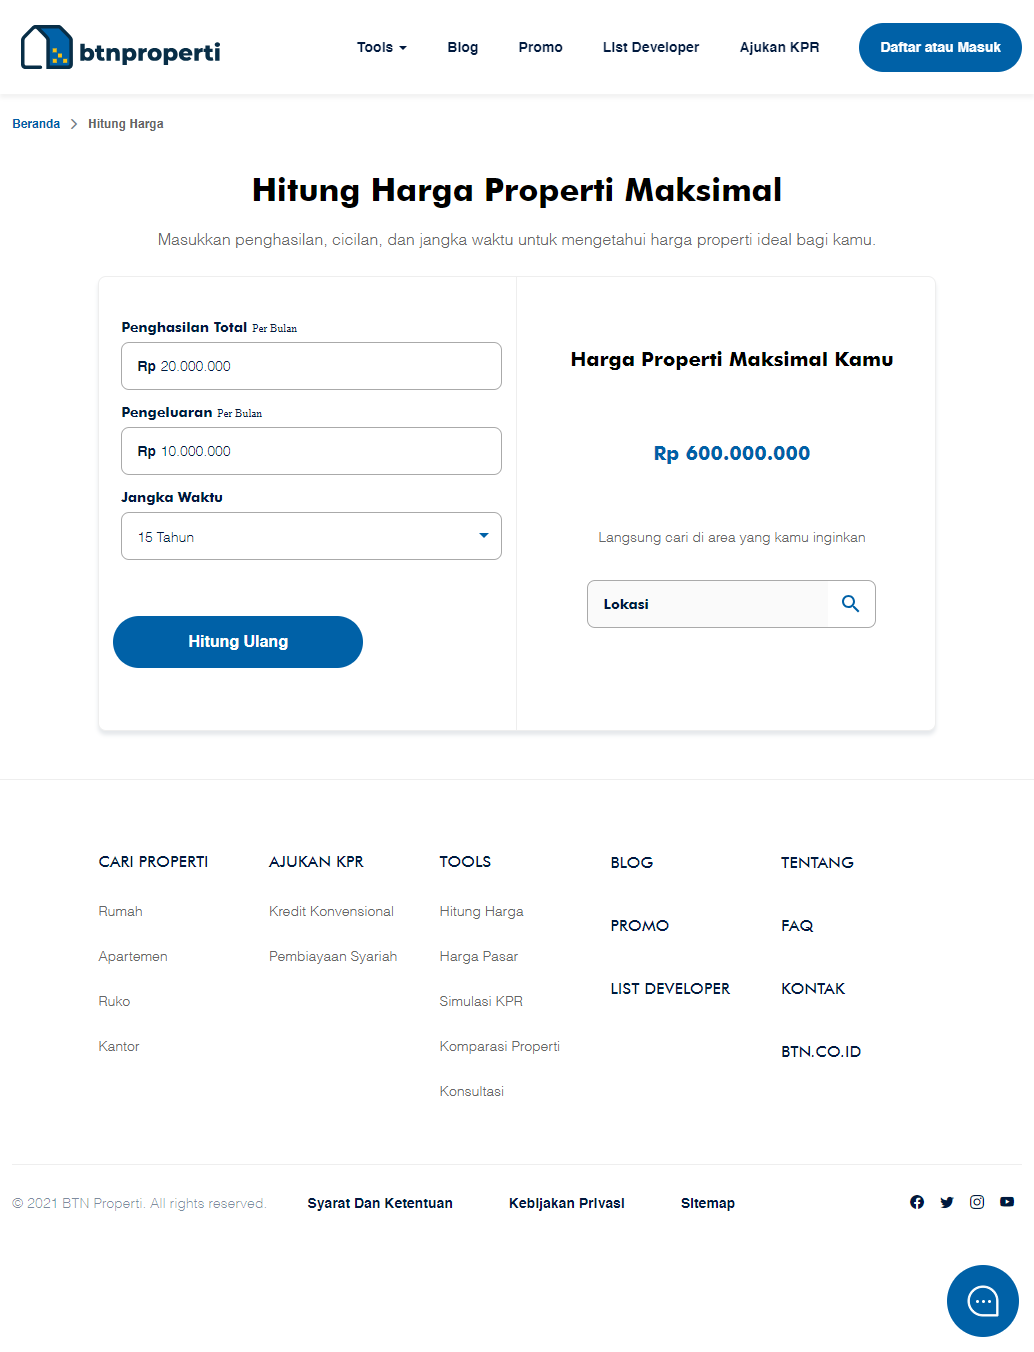 btnproperti
Tools
Blog
Promo
List Developer
Ajukan KPR
Daftar atau Masuk
Beranda
Hitung Harga
Hitung Harga Properti Maksimal
Masukkan penghasilan, cicilan, dan jangka waktu untuk mengetahui harga properti ideal bagi kamu.
Penghasilan Total Per Bulan
Rp 20.000.000
Pengeluaran Per Bulan
Rp 10.000.000
Jangka Waktu
15 Tahun
Hitung Ulang
Harga Properti Maksimal Kamu
Rp 600.000.000
Langsung cari di area yang kamu inginkan
Lokasi
CARI PROPERTI
Rumah
Apartemen
Ruko
Kantor
AJUKAN KPR
Kredit Konvensional
Pembiayaan Syariah
TOOLS
Hitung Harga
Harga Pasar
Simulasi KPR
Komparasi Properti
Konsultasi
BLOG
PROMO
LIST DEVELOPER
TENTANG
FAQ
KONTAK
BTN.CO.ID
© 2021 BTN Properti. All rights reserved.
Syarat Dan Ketentuan
Kebijakan Privasi
Sitemap